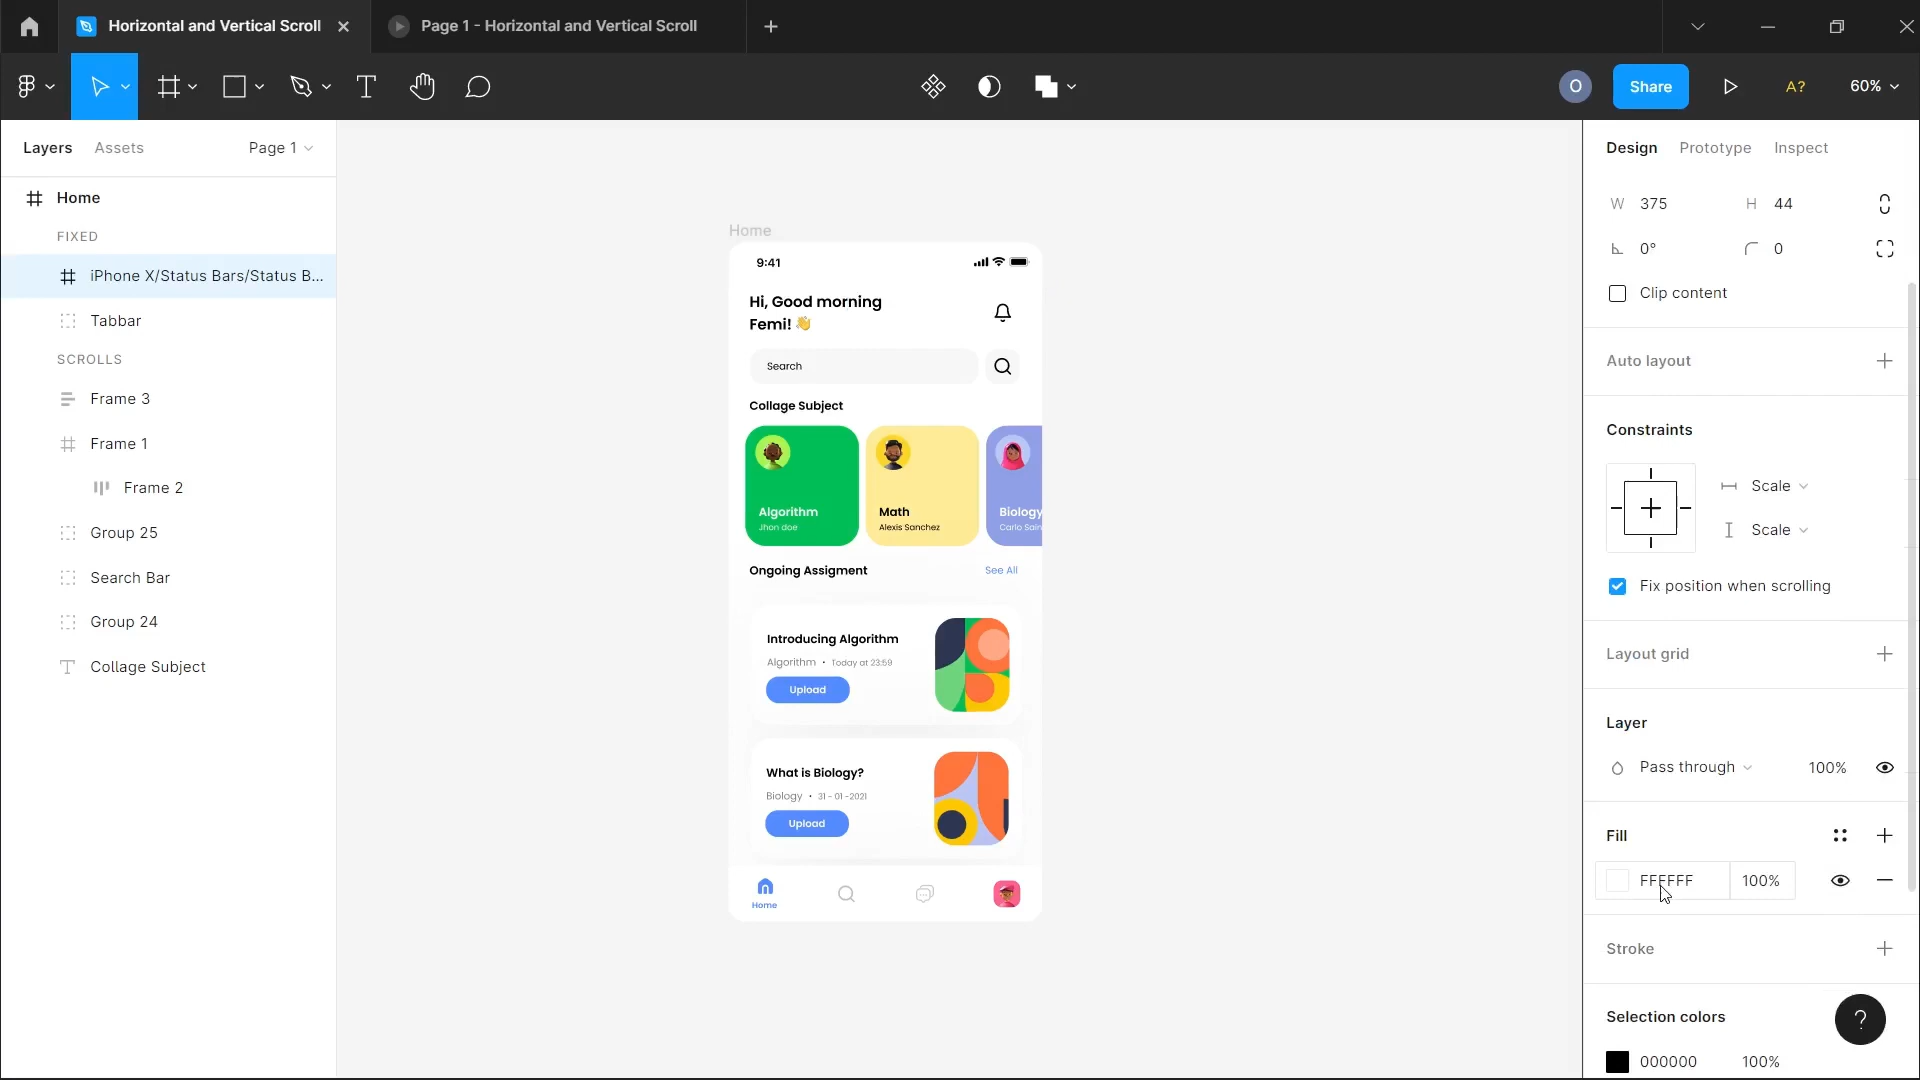 Horizontal and Vertical Scroll
Page 1 - Horizontal and Vertical Scroll
O
Share
A?
60%
Layers
Assets
Page 1
Home
FIXED
iPhone X/Status Bars/Status B...
Tabbar
SCROLLS
Frame 3
Frame 1
Frame 2
Group 25
Search Bar
Group 24
Collage Subject
Home
9:41
Hi, Good morning
Femi! 👋
Search
Collage Subject
Algorithm
Jhon doe
Math
Alexis Sanchez
Biology
Carlo Sain
Ongoing Assigment
See All
Introducing Algorithm
Algorithm • Today at 23:59
Upload
What is Biology?
Biology • 31 - 01 -2021
Upload
Home
Design
Prototype
Inspect
W 375
H 44
0°
0
Clip content
Auto layout
Constraints
Scale
Scale
Fix position when scrolling
Layout grid
Layer
Pass through
100%
Fill
FFFFFF
100%
Stroke
Selection colors
?
000000
100%